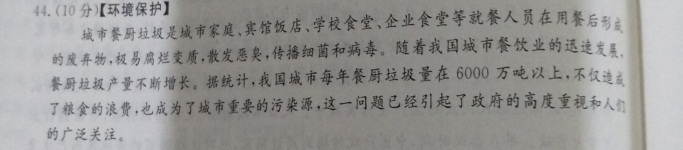 44.(10分)【环境保护】
城市餐厨垃圾是城市家庭、宾馆饭店、学校食堂、企业食堂等就餐人员在用餐后形成
的废弃物,极易腐烂变质,散发恶臭,传播细菌和病毒。随着我国城市餐饮业的迅速发展,
餐厨垃圾产量不断增长。据统计,我国城市每年餐厨垃圾量在 6000 万吨以上,不仅造成
了粮食的浪费,也成为了城市重要的污染源,这一问题已经引起了政府的高度重视和人们
的广泛关注。